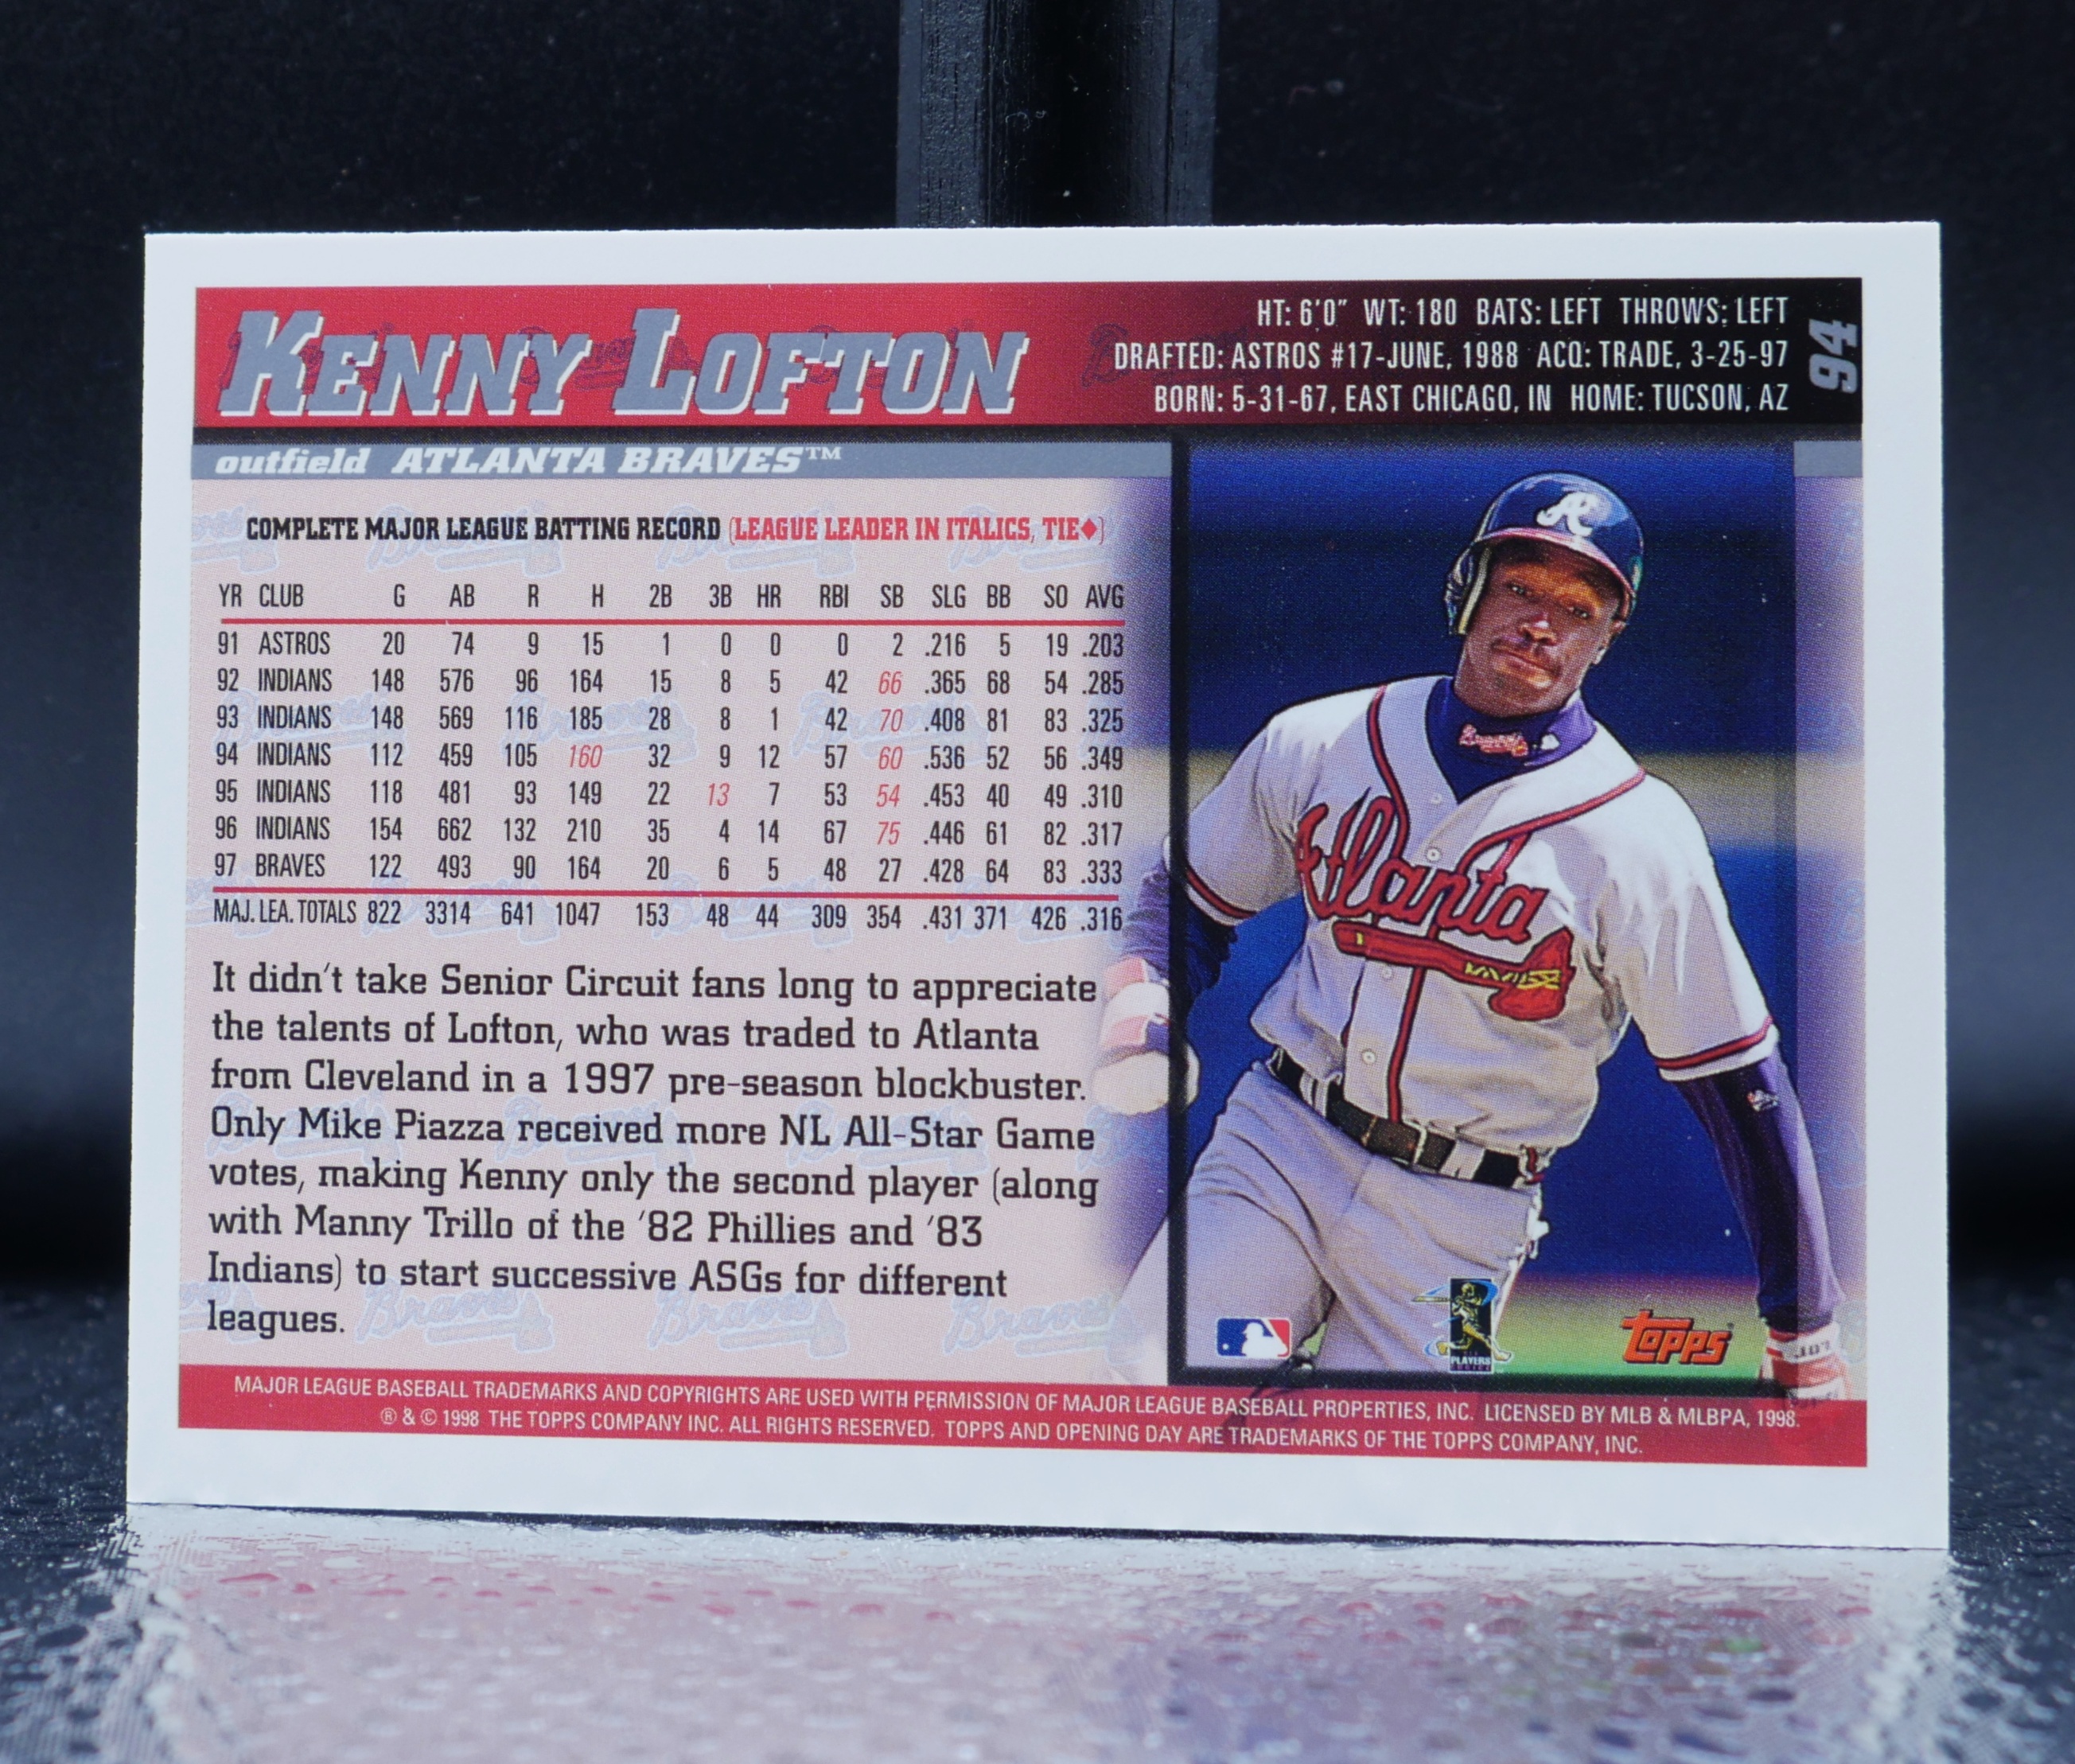 KENNY LOFTON
HT: 6'0" WT: 180 BATS: LEFT THROWS: LEFT
DRAFTED: ASTROS #17-JUNE, 1988 ACQ: TRADE, 3-25-97
BORN: 5-31-67, EAST CHICAGO, IN HOME: TUCSON, AZ
94
outfield ATLANTA BRAVES™
COMPLETE MAJOR LEAGUE BATTING RECORD (LEAGUE LEADER IN ITALICS, TIE♦)
YR CLUB G AB R H 2B 3B HR RBI SB SLG BB SO AVG
91 ASTROS 20 74 9 15 1 0 0 0 2 .216 5 19 .203
92 INDIANS 148 576 96 164 15 8 5 42 66 .365 68 54 .285
93 INDIANS 148 569 116 185 28 8 1 42 70 .408 81 83 .325
94 INDIANS 112 459 105 160 32 9 12 57 60 .536 52 56 .349
95 INDIANS 118 481 93 149 22 13 7 53 54 .453 40 49 .310
96 INDIANS 154 662 132 210 35 4 14 67 75 .446 61 82 .317
97 BRAVES 122 493 90 164 20 6 5 48 27 .428 64 83 .333
MAJ. LEA. TOTALS 822 3314 641 1047 153 48 44 309 354 .431 371 426 .316
It didn't take Senior Circuit fans long to appreciate
the talents of Lofton, who was traded to Atlanta
from Cleveland in a 1997 pre-season blockbuster.
Only Mike Piazza received more NL All-Star Game
votes, making Kenny only the second player (along
with Manny Trillo of the '82 Phillies and '83
Indians) to start successive ASGs for different
leagues.
A
Braves
Atlanta
PLAYERS
TOPPS
MAJOR LEAGUE BASEBALL TRADEMARKS AND COPYRIGHTS ARE USED WITH PERMISSION OF MAJOR LEAGUE BASEBALL PROPERTIES, INC. LICENSED BY MLB & MLBPA, 1998.
® & © 1998 THE TOPPS COMPANY INC. ALL RIGHTS RESERVED. TOPPS AND OPENING DAY ARE TRADEMARKS OF THE TOPPS COMPANY, INC.